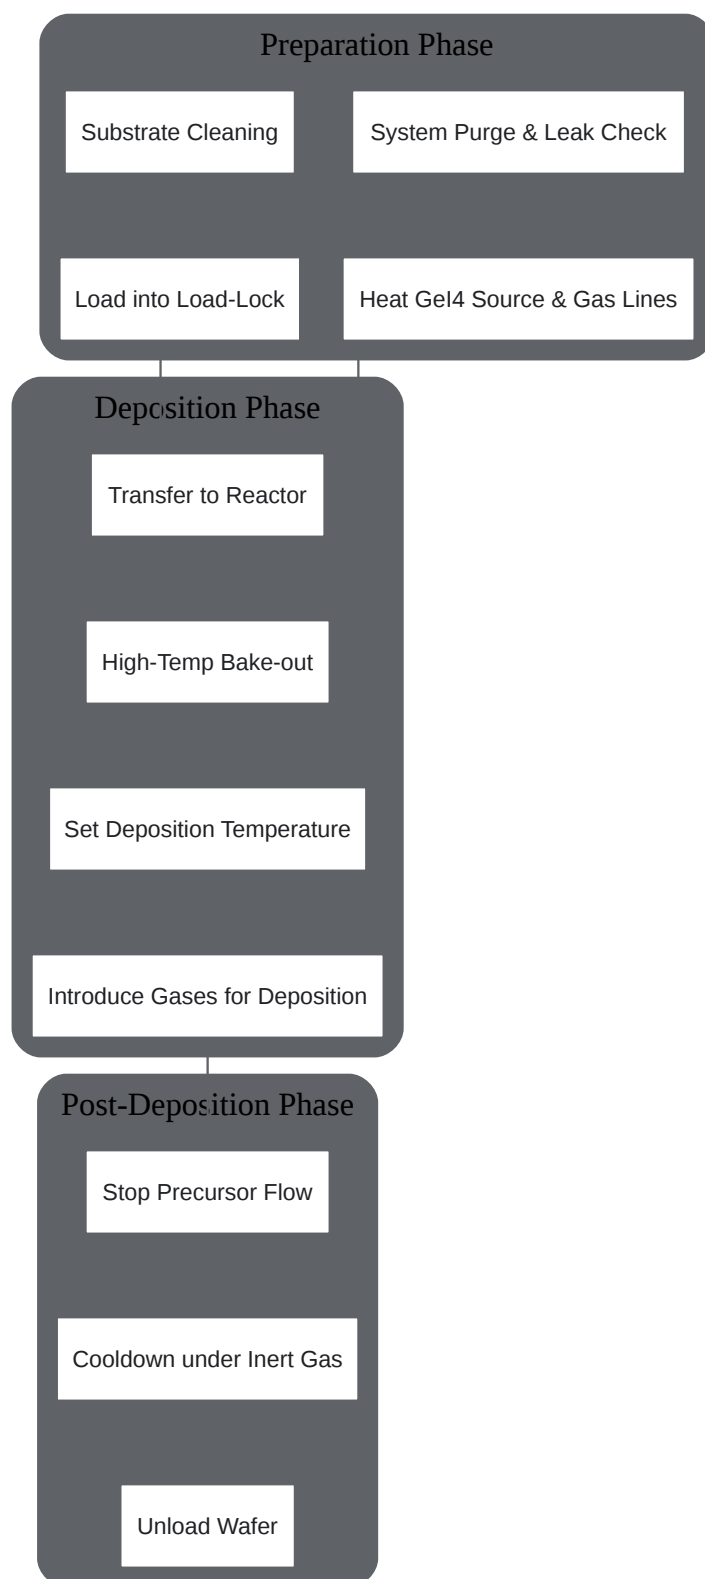 Preparation Phase
Substrate Cleaning
System Purge & Leak Check
Load into Load-Lock
Heat GeI4 Source & Gas Lines
Deposition Phase
Transfer to Reactor
High-Temp Bake-out
Set Deposition Temperature
Introduce Gases for Deposition
Post-Deposition Phase
Stop Precursor Flow
Cooldown under Inert Gas
Unload Wafer